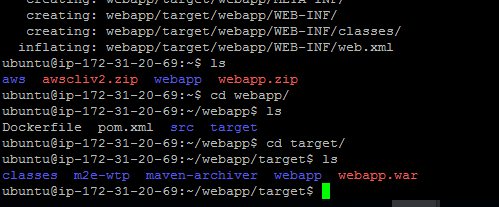 creating: webapp/target/webapp/META-INF/
creating: webapp/target/webapp/WEB-INF/
creating: webapp/target/webapp/WEB-INF/classes/
inflating: webapp/target/webapp/WEB-INF/web.xml
ubuntu@ip-172-31-20-69:~$ ls
aws awscliv2.zip webapp webapp.zip
ubuntu@ip-172-31-20-69:~$ cd webapp/
ubuntu@ip-172-31-20-69:~/webapp$ ls
Dockerfile pom.xml src target
ubuntu@ip-172-31-20-69:~/webapp$ cd target/
ubuntu@ip-172-31-20-69:~/webapp/target$ ls
classes m2e-wtp maven-archiver webapp webapp.war
ubuntu@ip-172-31-20-69:~/webapp/target$